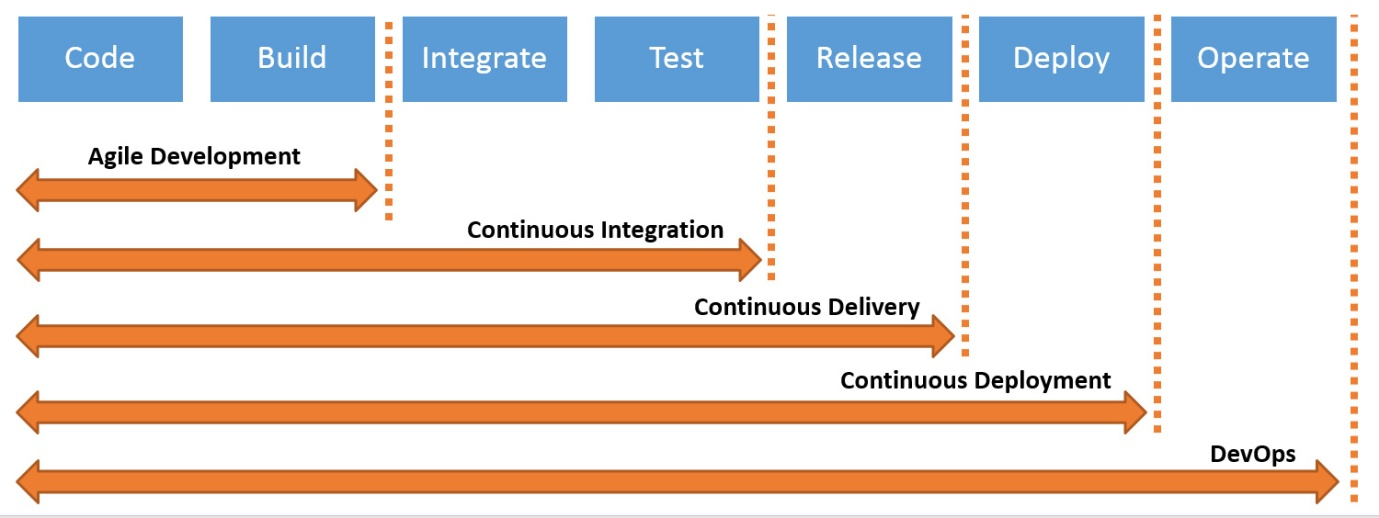 Code
Build
Integrate
Test
Release
Deploy
Operate
Agile Development
Continuous Integration
Continuous Delivery
Continuous Deployment
DevOps